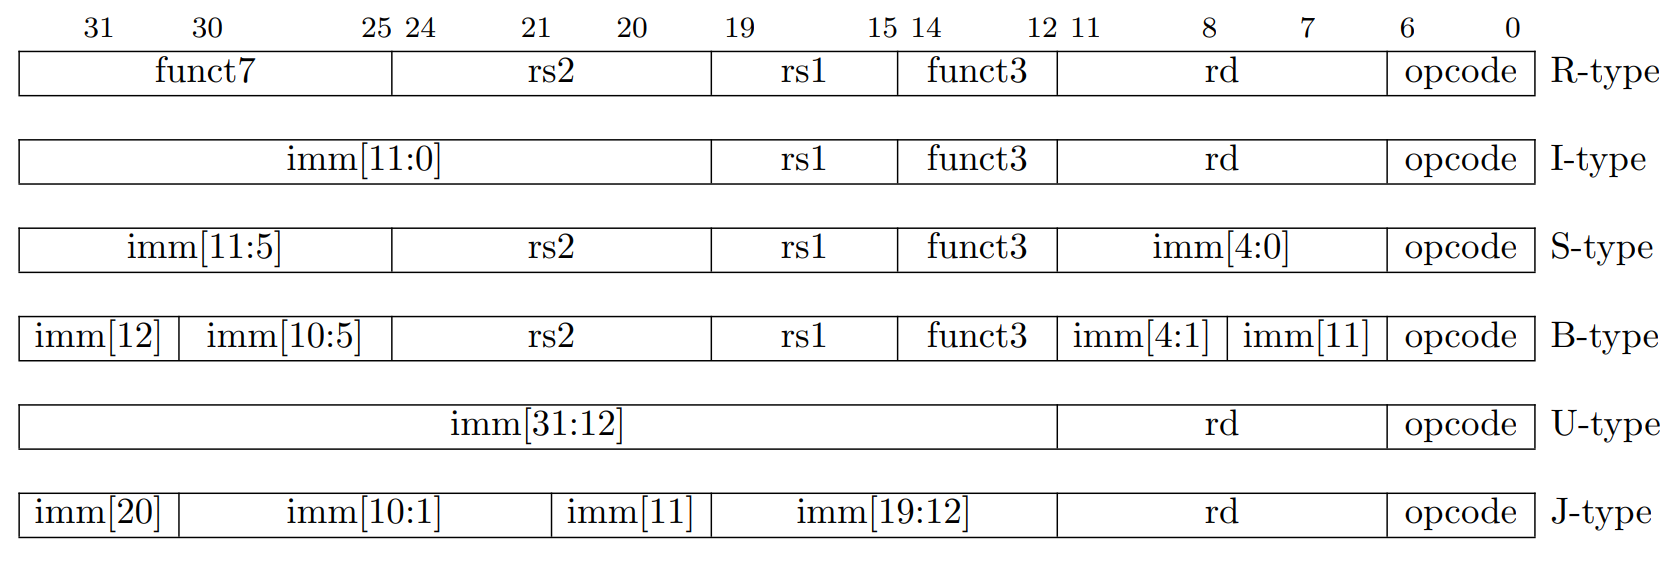 31 30 25 24 21 20 19 15 14 12 11 8 7 6 0
funct7 rs2 rs1 funct3 rd opcode R-type
imm[11:0] rs1 funct3 rd opcode I-type
imm[11:5] rs2 rs1 funct3 imm[4:0] opcode S-type
imm[12] imm[10:5] rs2 rs1 funct3 imm[4:1] imm[11] opcode B-type
imm[31:12] rd opcode U-type
imm[20] imm[10:1] imm[11] imm[19:12] rd opcode J-type